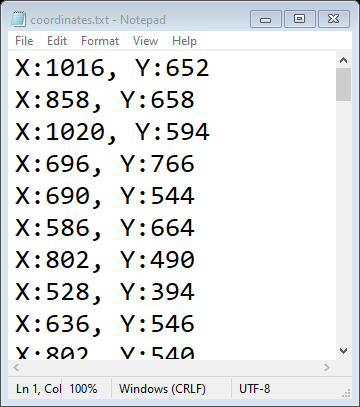 coordinates.txt - Notepad
File Edit Format View Help
X:1016, Y:652
X:858, Y:658
X:1020, Y:594
X:696, Y:766
X:690, Y:544
X:586, Y:664
X:802, Y:490
X:528, Y:394
X:636, Y:546
X:802, Y:540
Ln 1, Col 100% Windows (CRLF) UTF-8